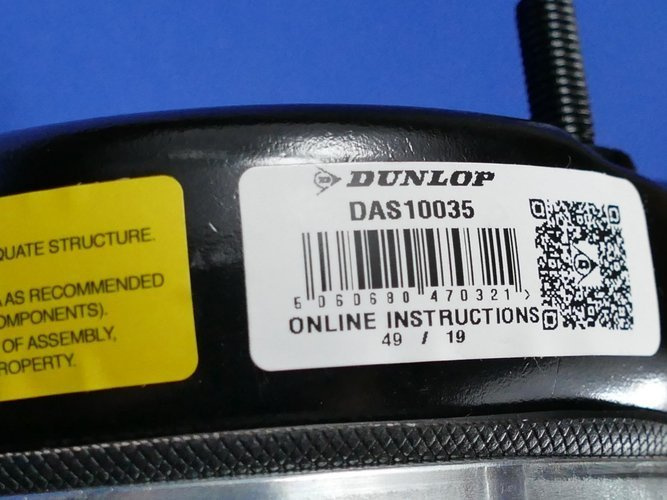 QUATE STRUCTURE.
A AS RECOMMENDED
OMPONENTS).
OF ASSEMBLY,
ROPERTY.
DUNLOP
DAS10035
5 060680 470321 >
ONLINE INSTRUCTIONS
49 / 19